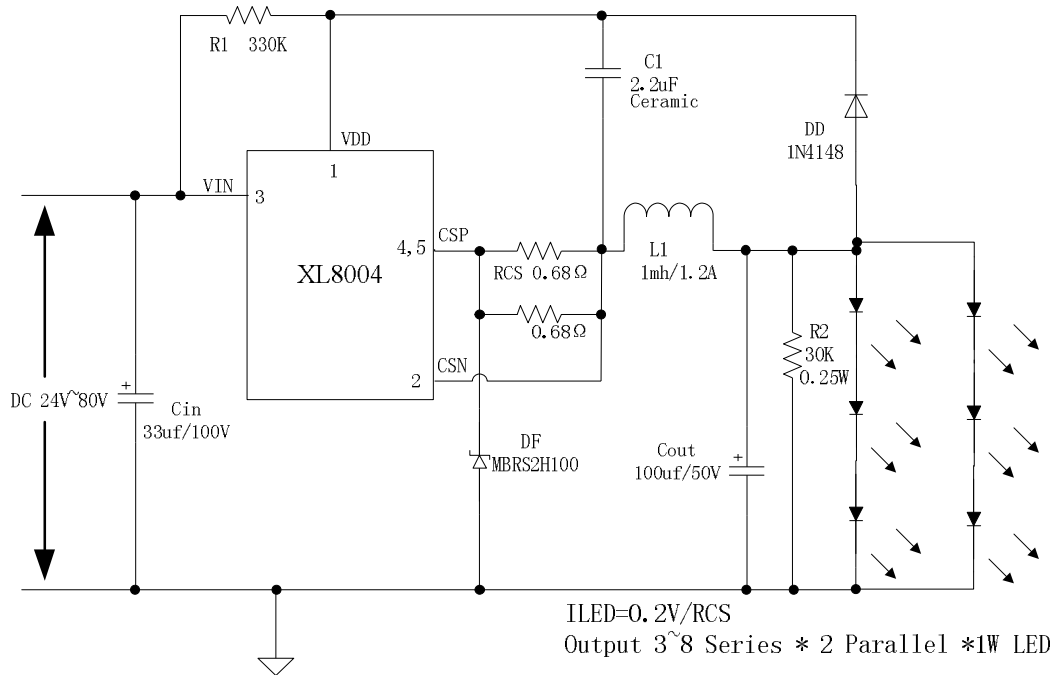 R1 330K
C1
2.2uF
Ceramic
VDD
1
DD
1N4148
VIN
3
CSP
4,5
XL8004
RCS 0.68Ω
L1
1mh/1.2A
0.68Ω
R2
30K
0.25W
CSN
2
DC 24V~80V
+
Cin
33uf/100V
DF
MBRS2H100
Cout
100uf/50V
+
ILED=0.2V/RCS
Output 3~8 Series * 2 Parallel *1W LED